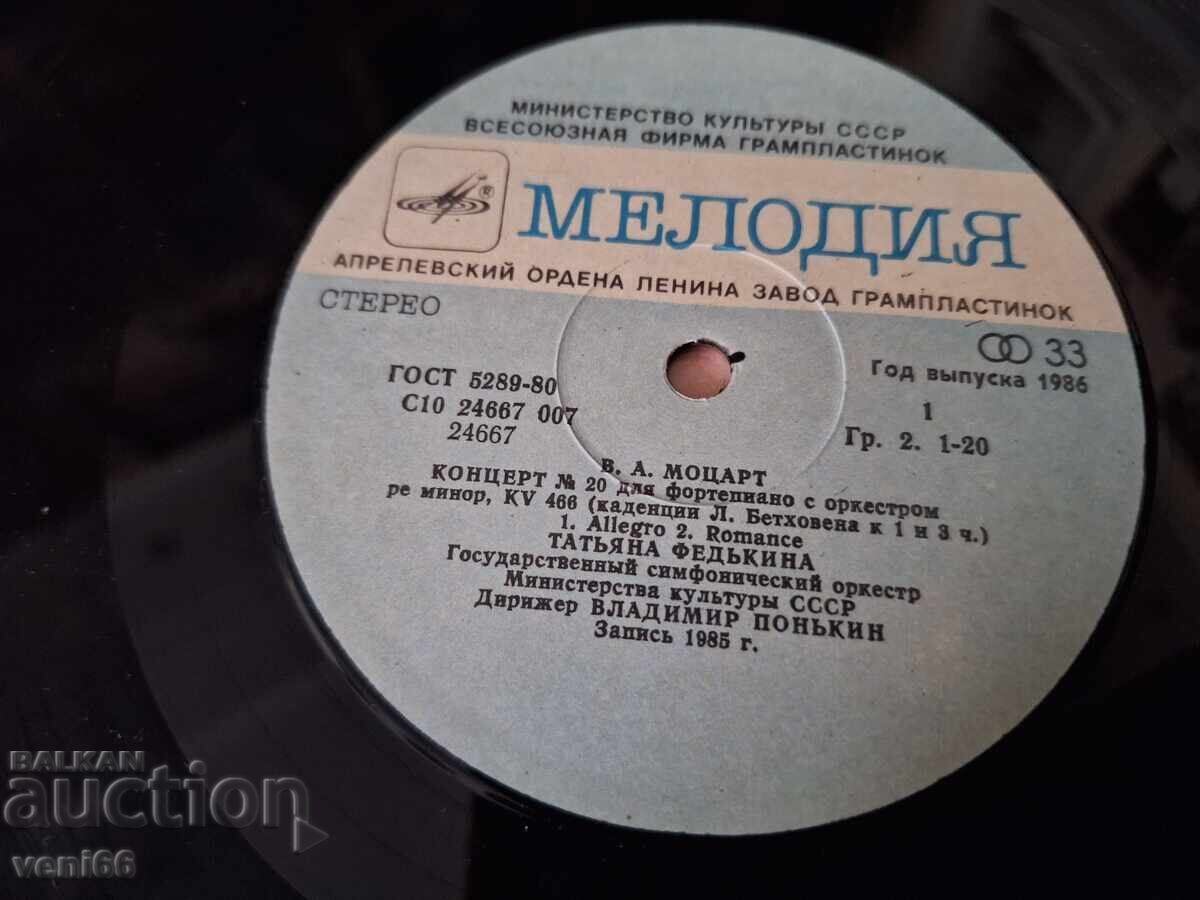 МИНИСТЕРСТВО КУЛЬТУРЫ СССР
ВСЕСОЮЗНАЯ ФИРМА ГРАМПЛАСТИНОК
®
МЕЛОДИЯ
АПРЕЛЕВСКИЙ ОРДЕНА ЛЕНИНА ЗАВОД ГРАМПЛАСТИНОК
СТЕРЕО
33
ГОСТ 5289-80
Год выпуска 1986
С10 24667 007
1
24667
Гр. 2. 1-20
В. А. МОЦАРТ
КОНЦЕРТ № 20 для фортепиано с оркестром
ре минор, KV 466 (каденции Л. Бетховена к 1 и 3 ч.)
1. Allegro 2. Romance
ТАТЬЯНА ФЕДЬКИНА
Государственный симфонический оркестр
Министерства культуры СССР
Дирижер ВЛАДИМИР ПОНЬКИН
Запись 1985 г.
BALKAN
auction
veni66